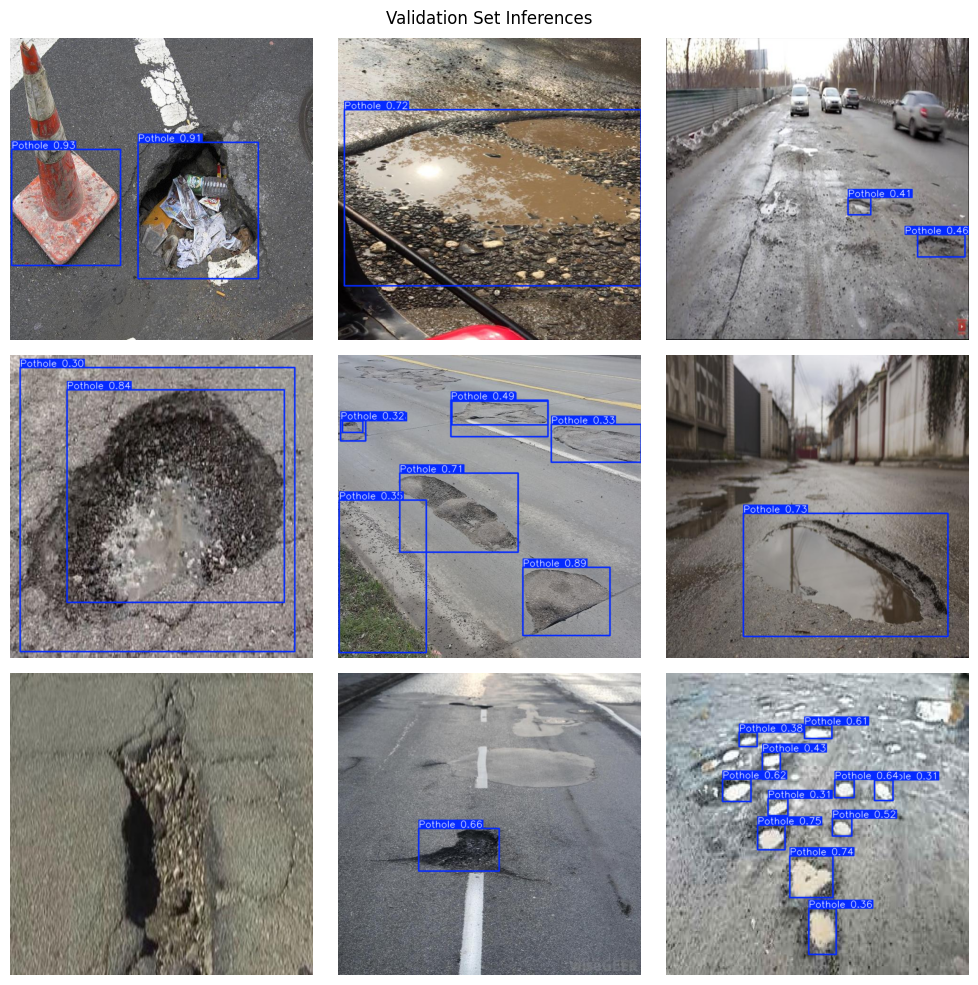 Validation Set Inferences
Pothole 0.93
Pothole 0.91
Pothole 0.72
Pothole 0.41
Pothole 0.46
Pothole 0.30
Pothole 0.84
Pothole 0.32
Pothole 0.49
Pothole 0.33
Pothole 0.71
Pothole 0.35
Pothole 0.89
Pothole 0.73
Pothole 0.66
Pothole 0.61
Pothole 0.38
Pothole 0.43
Pothole 0.62
Pothole 0.64
ole 0.31
Pothole 0.31
Pothole 0.52
Pothole 0.75
Pothole 0.74
Pothole 0.36